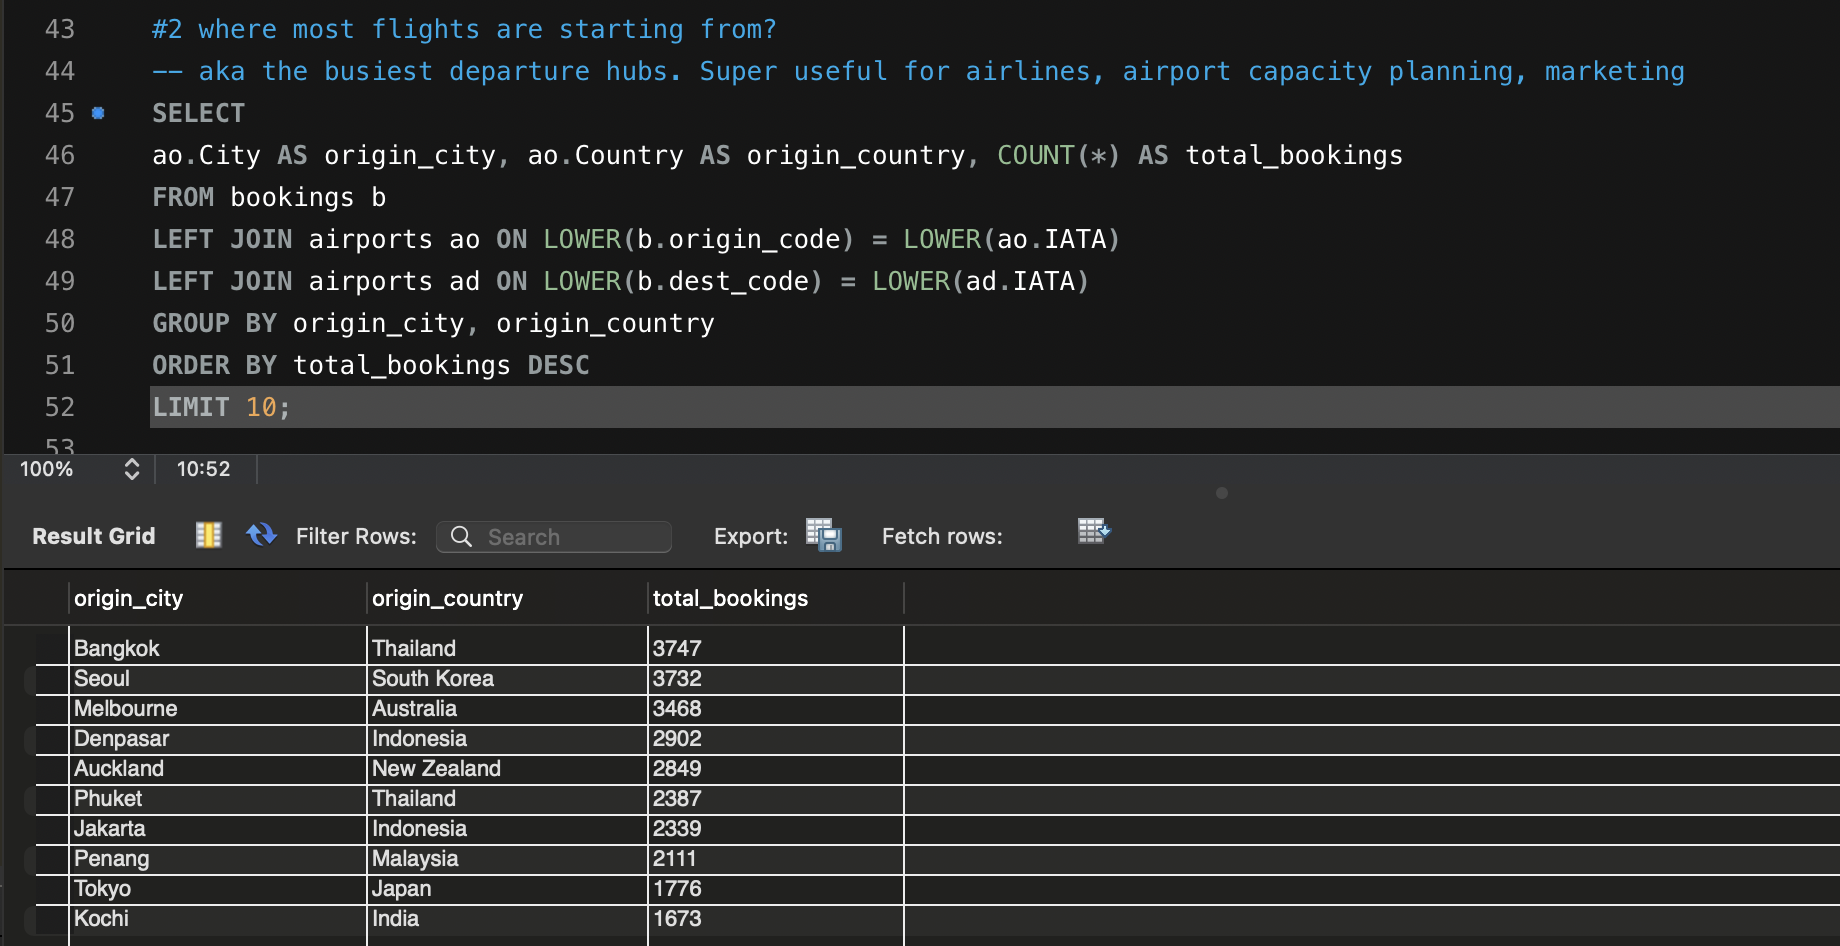 43 #2 where most flights are starting from?
44 -- aka the busiest departure hubs. Super useful for airlines, airport capacity planning, marketing
45 SELECT
46 ao.City AS origin_city, ao.Country AS origin_country, COUNT(*) AS total_bookings
47 FROM bookings b
48 LEFT JOIN airports ao ON LOWER(b.origin_code) = LOWER(ao.IATA)
49 LEFT JOIN airports ad ON LOWER(b.dest_code) = LOWER(ad.IATA)
50 GROUP BY origin_city, origin_country
51 ORDER BY total_bookings DESC
52 LIMIT 10;
53
100% 10:52
Result Grid Filter Rows: Search Export: Fetch rows:
origin_city origin_country total_bookings
Bangkok Thailand 3747
Seoul South Korea 3732
Melbourne Australia 3468
Denpasar Indonesia 2902
Auckland New Zealand 2849
Phuket Thailand 2387
Jakarta Indonesia 2339
Penang Malaysia 2111
Tokyo Japan 1776
Kochi India 1673